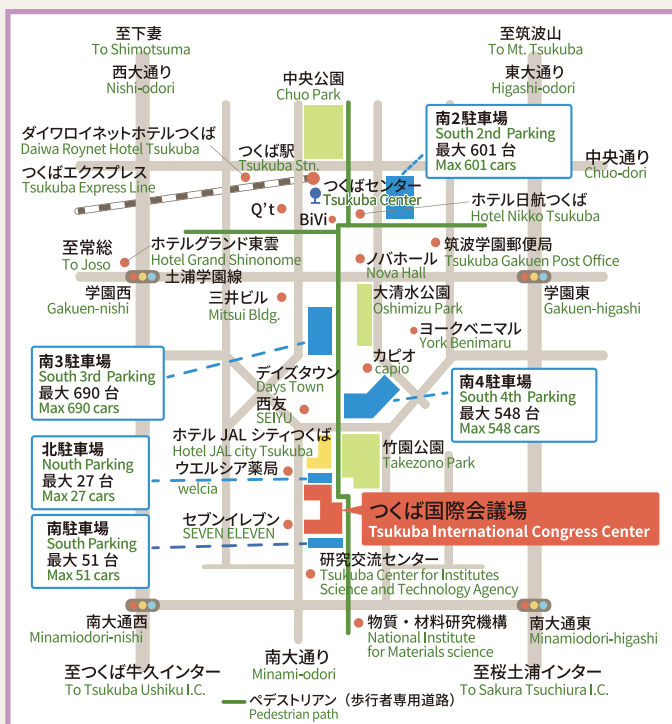 至下妻
To Shimotsuma
西大通り
Nishi-odori
至筑波山
To Mt. Tsukuba
東大通り
Higashi-odori
中央公園
Chuo Park
南2駐車場
South 2nd Parking
最大 601 台
Max 601 cars
ダイワロイネットホテルつくば
Daiwa Roynet Hotel Tsukuba
つくば駅
Tsukuba Stn.
つくばエクスプレス
Tsukuba Express Line
中央通り
Chuo-dori
つくばセンター
Tsukuba Center
Q't
BiVi
ホテル日航つくば
Hotel Nikko Tsukuba
至常総
To Joso
ホテルグランド東雲
Hotel Grand Shinonome
土浦学園線
ノバホール
Nova Hall
筑波学園郵便局
Tsukuba Gakuen Post Office
学園西
Gakuen-nishi
三井ビル
Mitsui Bldg.
大清水公園
Oshimizu Park
学園東
Gakuen-higashi
ヨークベニマル
York Benimaru
南3駐車場
South 3rd Parking
最大 690 台
Max 690 cars
デイズタウン
Days Town
カピオ
capio
南4駐車場
South 4th Parking
最大 548 台
Max 548 cars
西友
SEIYU
ホテル JAL シティつくば
Hotel JAL city Tsukuba
竹園公園
Takezono Park
北駐車場
Nouth Parking
最大 27 台
Max 27 cars
ウエルシア薬局
welcia
つくば国際会議場
Tsukuba International Congress Center
南駐車場
South Parking
最大 51 台
Max 51 cars
セブンイレブン
SEVEN ELEVEN
研究交流センター
Tsukuba Center for Institutes
Science and Technology Agency
南大通西
Minamiodori-nishi
物質・材料研究機構
National Institute
for Materials science
南大通東
Minamiodori-higashi
南大通り
Minami-odori
至つくば牛久インター
To Tsukuba Ushiku I.C.
至桜土浦インター
To Sakura Tsuchiura I.C.
ペデストリアン（歩行者専用道路）
Pedestrian path